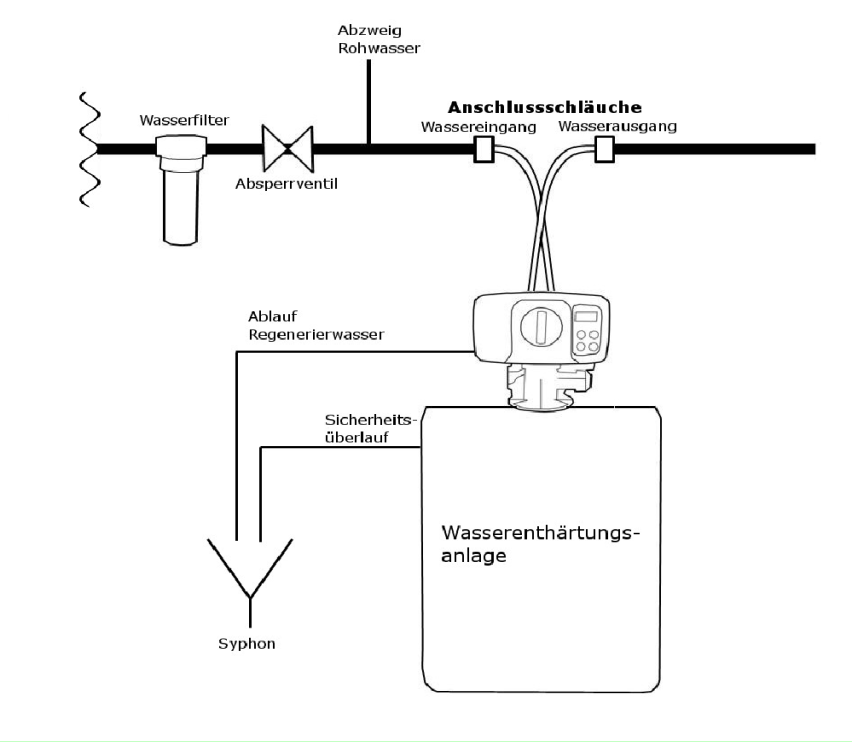 Abzweig
Rohwasser
Anschlussschläuche
Wasserfilter
Wassereingang
Wasserausgang
Absperrventil
Ablauf
Regenerierwasser
Sicherheits-
überlauf
Wasserenthärtungs-
anlage
Syphon